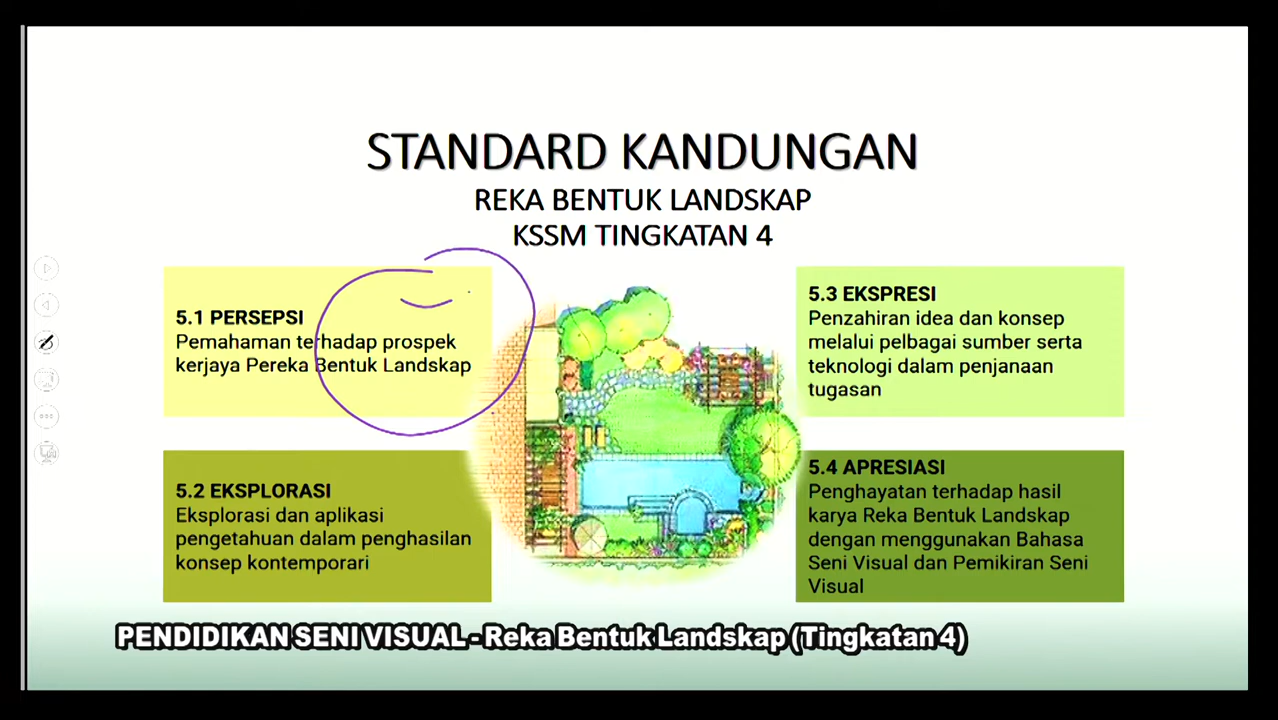 STANDARD KANDUNGAN
REKA BENTUK LANDSKAP
KSSM TINGKATAN 4
5.1 PERSEPSI
Pemahaman terhadap prospek
kerjaya Pereka Bentuk Landskap
5.2 EKSPLORASI
Eksplorasi dan aplikasi
pengetahuan dalam penghasilan
konsep kontemporari
5.3 EKSPRESI
Penzahiran idea dan konsep
melalui pelbagai sumber serta
teknologi dalam penjanaan
tugasan
5.4 APRESIASI
Penghayatan terhadap hasil
karya Reka Bentuk Landskap
dengan menggunakan Bahasa
Seni Visual dan Pemikiran Seni
Visual
PENDIDIKAN SENI VISUAL - Reka Bentuk Landskap (Tingkatan 4)